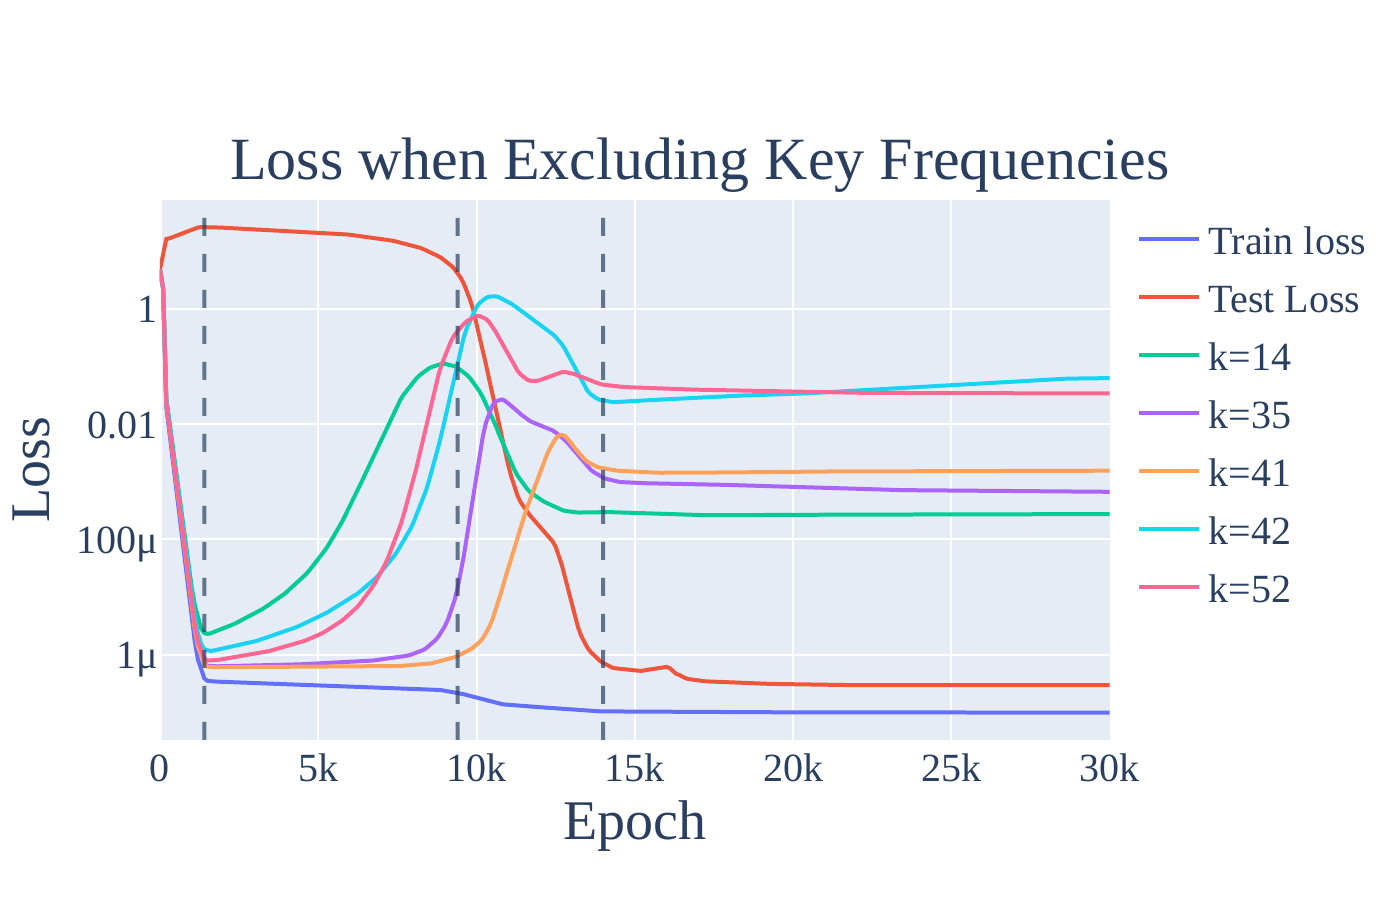 Loss when Excluding Key Frequencies
Loss
1
0.01
100μ
1μ
0
5k
10k
15k
20k
25k
30k
Epoch
Train loss
Test Loss
k=14
k=35
k=41
k=42
k=52